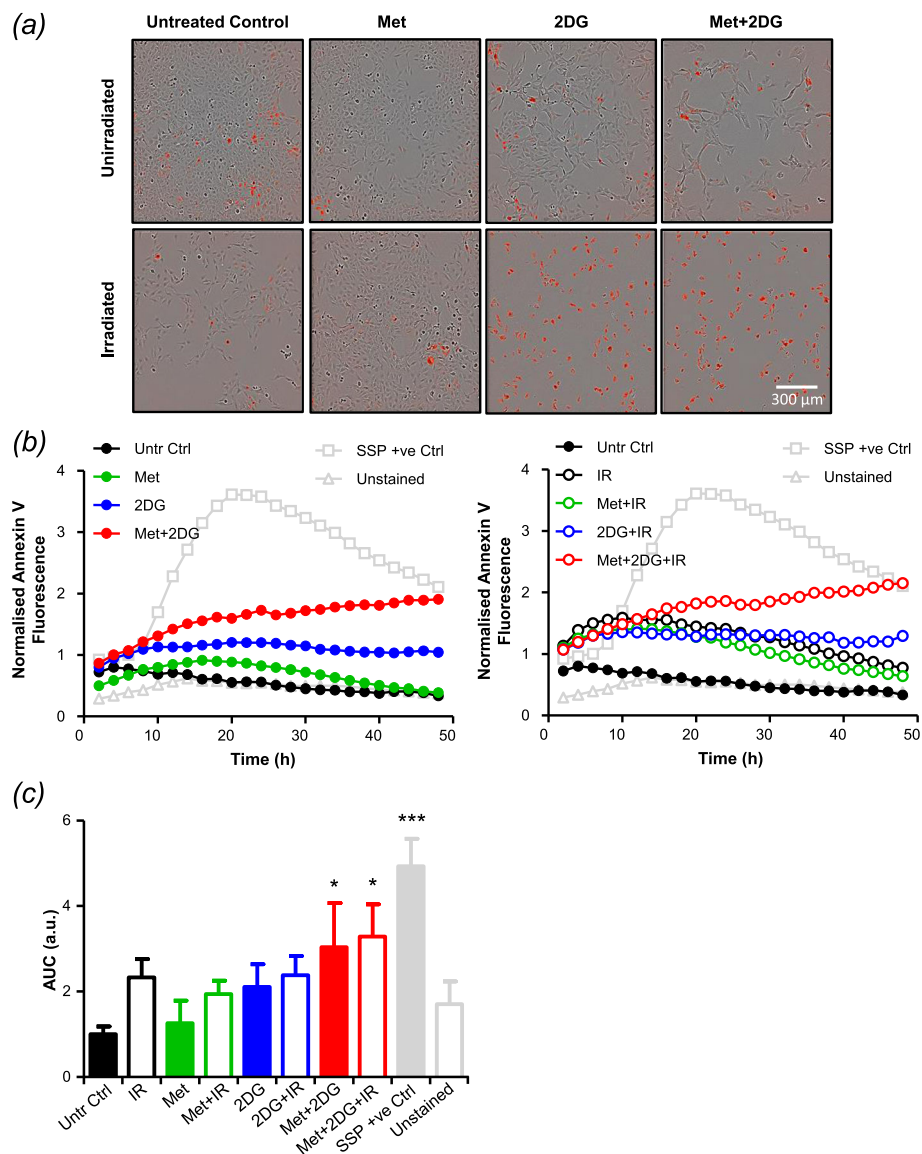 (a)
Untreated Control Met 2DG Met+2DG
Unirradiated
Irradiated
300 µm
(b)
Untr Ctrl
Met
2DG
Met+2DG
SSP +ve Ctrl
Unstained
Normalised Annexin V
Fluorescence
4
3
2
1
0
0 10 20 30 40 50
Time (h)
Untr Ctrl
IR
Met+IR
2DG+IR
Met+2DG+IR
SSP +ve Ctrl
Unstained
Normalised Annexin V
Fluorescence
4
3
2
1
0
0 10 20 30 40 50
Time (h)
(c)
AUC (a.u.)
6
4
2
0
* * ***
Untr Ctrl
IR
Met
Met+IR
2DG
2DG+IR
Met+2DG
Met+2DG+IR
SSP +ve Ctrl
Unstained